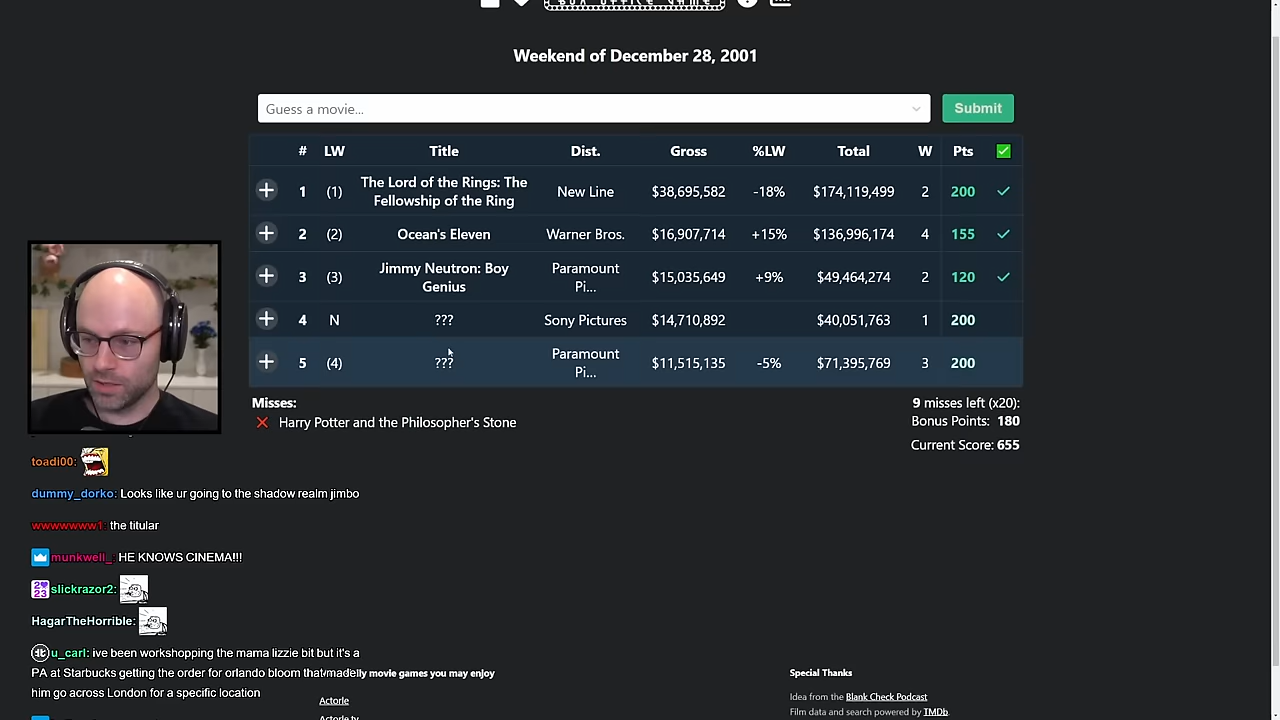 BOX OFFICE GAME
Weekend of December 28, 2001
Guess a movie...
Submit
# LW Title Dist. Gross %LW Total W Pts
1 (1) The Lord of the Rings: The Fellowship of the Ring New Line $38,695,582 -18% $174,119,499 2 200
2 (2) Ocean's Eleven Warner Bros. $16,907,714 +15% $136,996,174 4 155
3 (3) Jimmy Neutron: Boy Genius Paramount Pi... $15,035,649 +9% $49,464,274 2 120
4 N ??? Sony Pictures $14,710,892 $40,051,763 1 200
5 (4) ??? Paramount Pi... $11,515,135 -5% $71,395,769 3 200
Misses:
Harry Potter and the Philosopher's Stone
9 misses left (x20):
Bonus Points: 180
Current Score: 655
toadi00:
dummy_dorko: Looks like ur going to the shadow realm jimbo
wwwwwww1: the titular
munkwell_: HE KNOWS CINEMA!!!
slickrazor2:
HagarTheHorrible:
u_carl: ive been workshopping the mama lizzie bit but it's a
PA at Starbucks getting the order for orlando bloom that made
him go across London for a specific location
movie games you may enjoy
Actorle
Actorle.tv
Special Thanks
Idea from the Blank Check Podcast
Film data and search powered by TMDb.